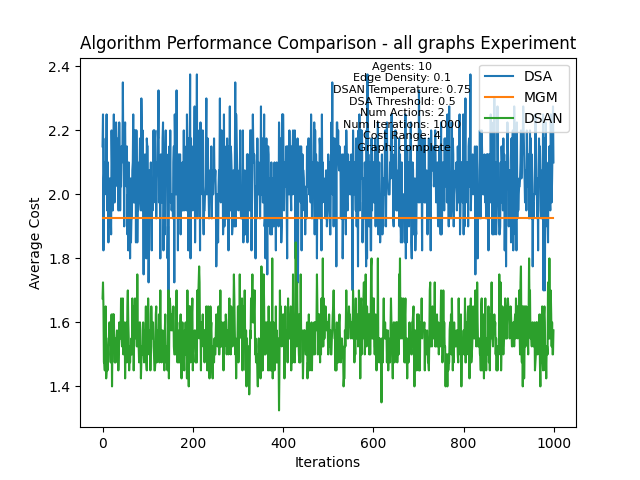 Algorithm Performance Comparison - all graphs Experiment
Agents: 10
Edge Density: 0.1
DSAN Temperature: 0.75
DSA Threshold: 0.5
Num Actions: 2
Num Iterations: 1000
Cost Range: 4
Graph: complete
DSA
MGM
DSAN
Average Cost
2.4
2.2
2.0
1.8
1.6
1.4
0
200
400
600
800
1000
Iterations